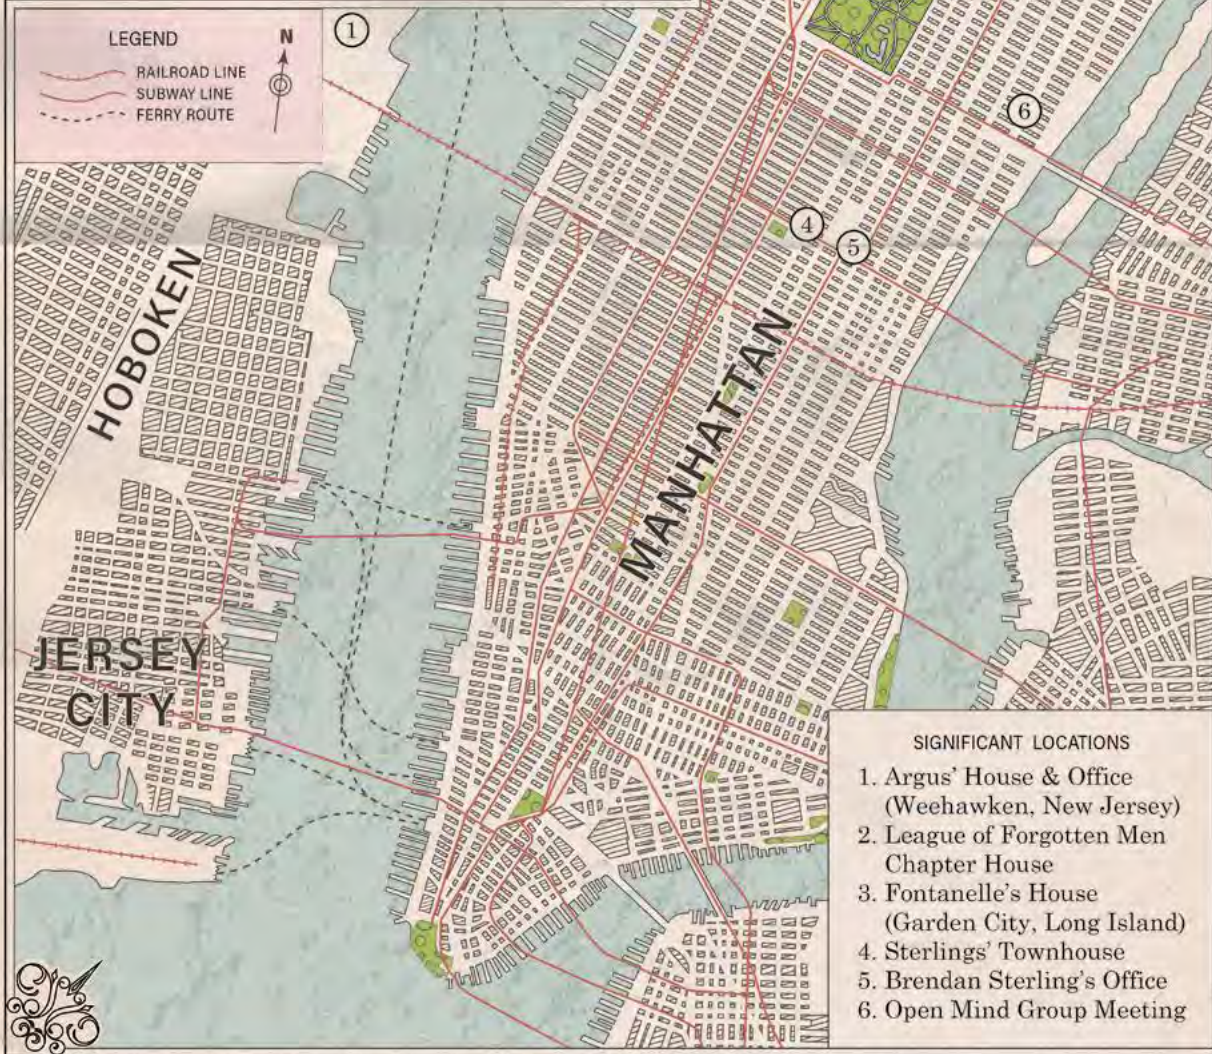 LEGEND
N
RAILROAD LINE
SUBWAY LINE
FERRY ROUTE
1
6
4
5
HOBOKEN
MANHATTAN
JERSEY
CITY
SIGNIFICANT LOCATIONS
1. Argus' House & Office
(Weehawken, New Jersey)
2. League of Forgotten Men
Chapter House
3. Fontanelle's House
(Garden City, Long Island)
4. Sterlings' Townhouse
5. Brendan Sterling's Office
6. Open Mind Group Meeting